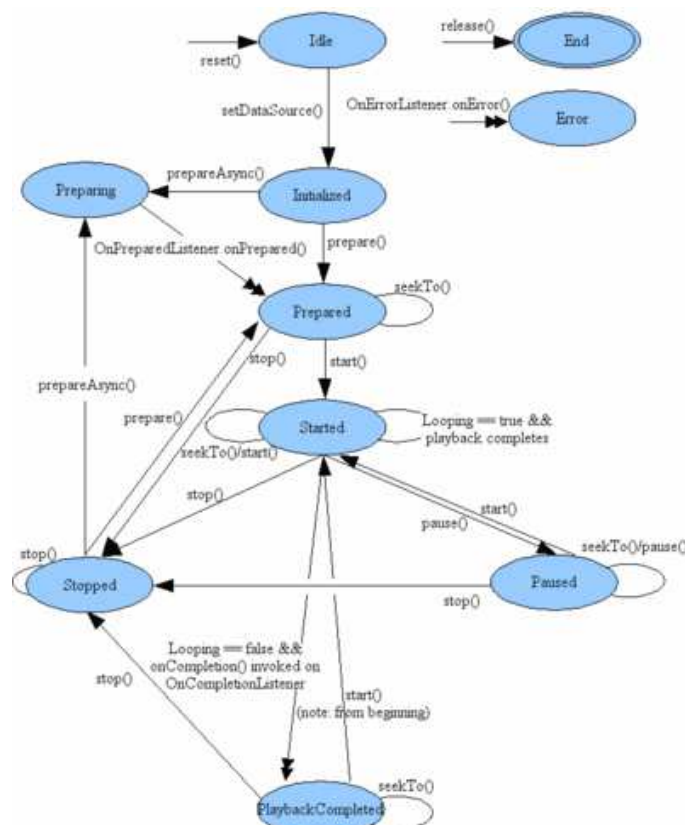 Idle
release()
End
reset()
setDataSource()
OnErrorListener.onError()
Error
Preparing
prepareAsync()
Initialized
OnPreparedListener.onPrepared()
prepare()
seekTo()
Prepared
stop()
start()
prepareAsync()
prepare()
Started
Looping == true &&
playback completes
seekTo()/start()
stop()
start()
pause()
stop()
Stopped
seekTo()/pause()
Paused
stop()
Looping == false &&
onCompletion() invoked on
OnCompletionListener
stop()
start()
(note: from beginning)
seekTo()
PlaybackCompleted